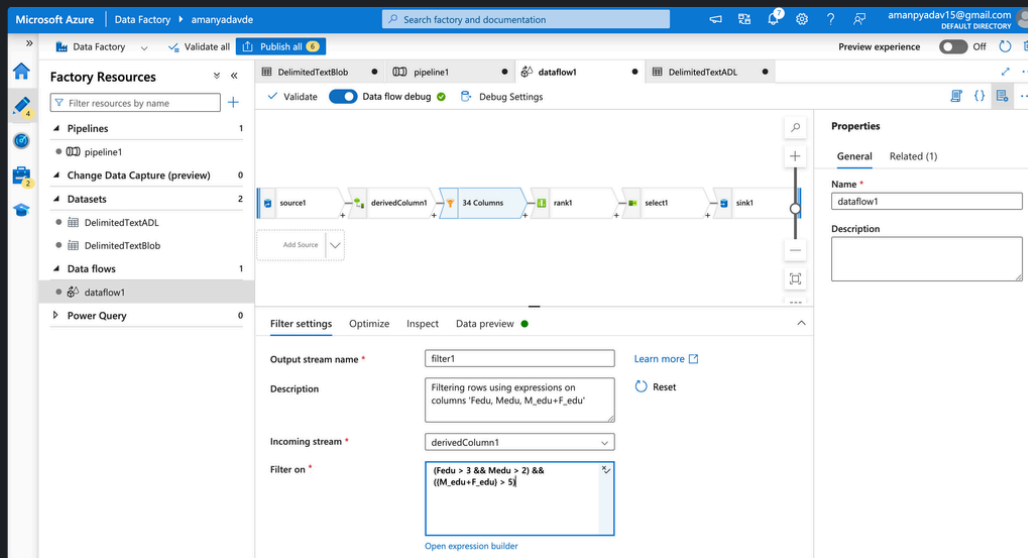 Microsoft Azure Data Factory amanyadavde Search factory and documentation 7 amanpyadav15@gmail.com
DEFAULT DIRECTORY
Data Factory Validate all Publish all 6 Preview experience Off
Factory Resources
Filter resources by name
Pipelines 1
pipeline1
Change Data Capture (preview) 0
Datasets 2
DelimitedTextADL
DelimitedTextBlob
Data flows 1
dataflow1
Power Query 0
4
2
DelimitedTextBlob pipeline1 dataflow1 DelimitedTextADL
Validate Data flow debug Debug Settings
source1 derivedColumn1 34 Columns rank1 select1 sink1
Add Source
Filter settings Optimize Inspect Data preview
Output stream name * filter1 Learn more
Description Filtering rows using expressions on
columns 'Fedu, Medu, M_edu+F_edu'
Reset
Incoming stream * derivedColumn1
Filter on * (Fedu > 3 && Medu > 2) &&
((M_edu+F_edu) > 5)
Open expression builder
Properties
General Related (1)
Name *
dataflow1
Description